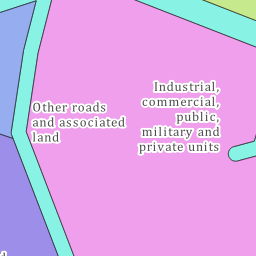 Other roads
and associated
land
Industrial,
commercial,
public,
military and
private units